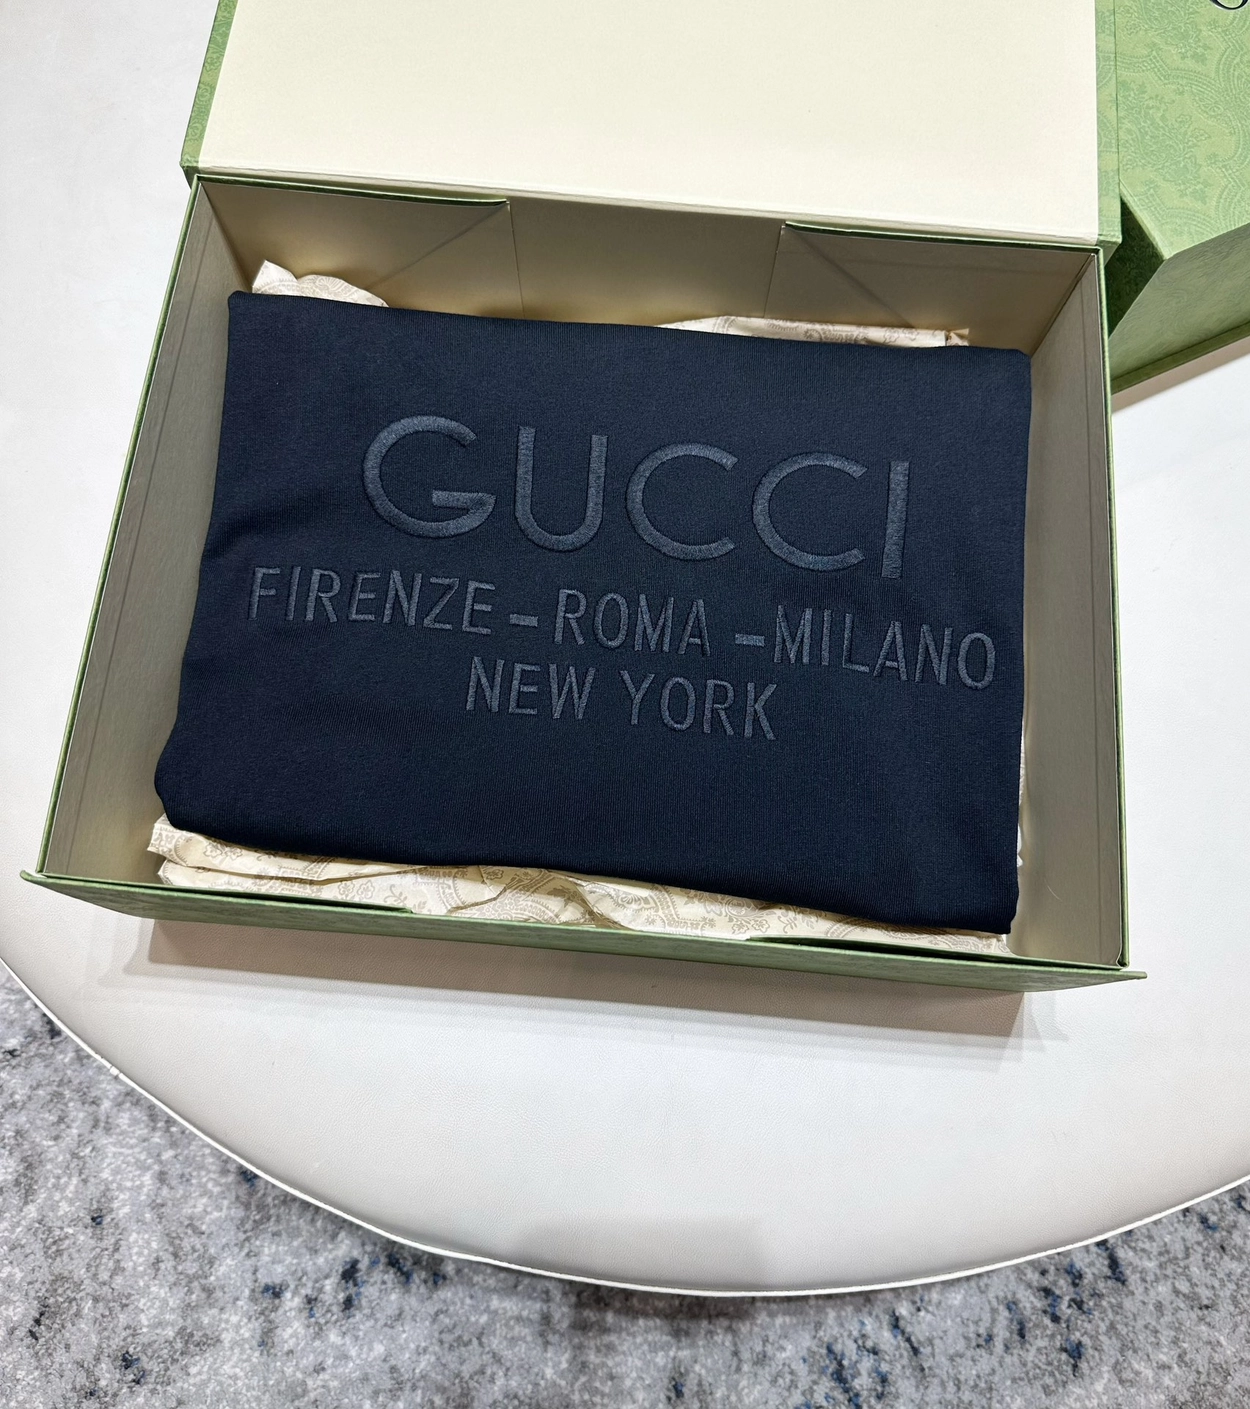 GUCCI
FIRENZE – ROMA – MILANO
NEW YORK